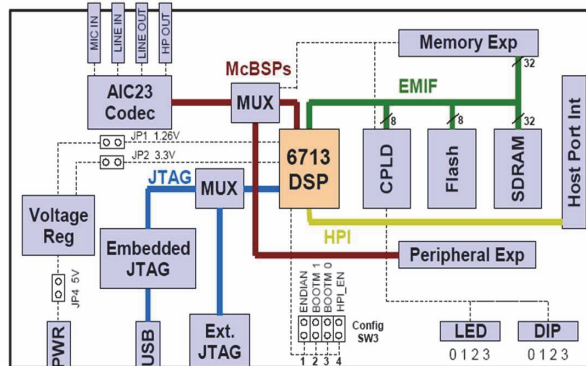 MIC IN
LINE IN
LINE OUT
HP OUT
AIC23
Codec
McBSPs
MUX
Memory Exp
32
EMIF
JP1 1.26V
JP2 3.3V
6713
DSP
8
CPLD
8
Flash
32
SDRAM
Host Port Int
JTAG
MUX
Voltage
Reg
Embedded
JTAG
HPI
Peripheral Exp
JP4 5V
ENDIAN
BOOTM 1
BOOTM 0
HPI_EN
Config
SW3
1 2 3 4
PWR
USB
Ext.
JTAG
LED
DIP
0 1 2 3
0 1 2 3